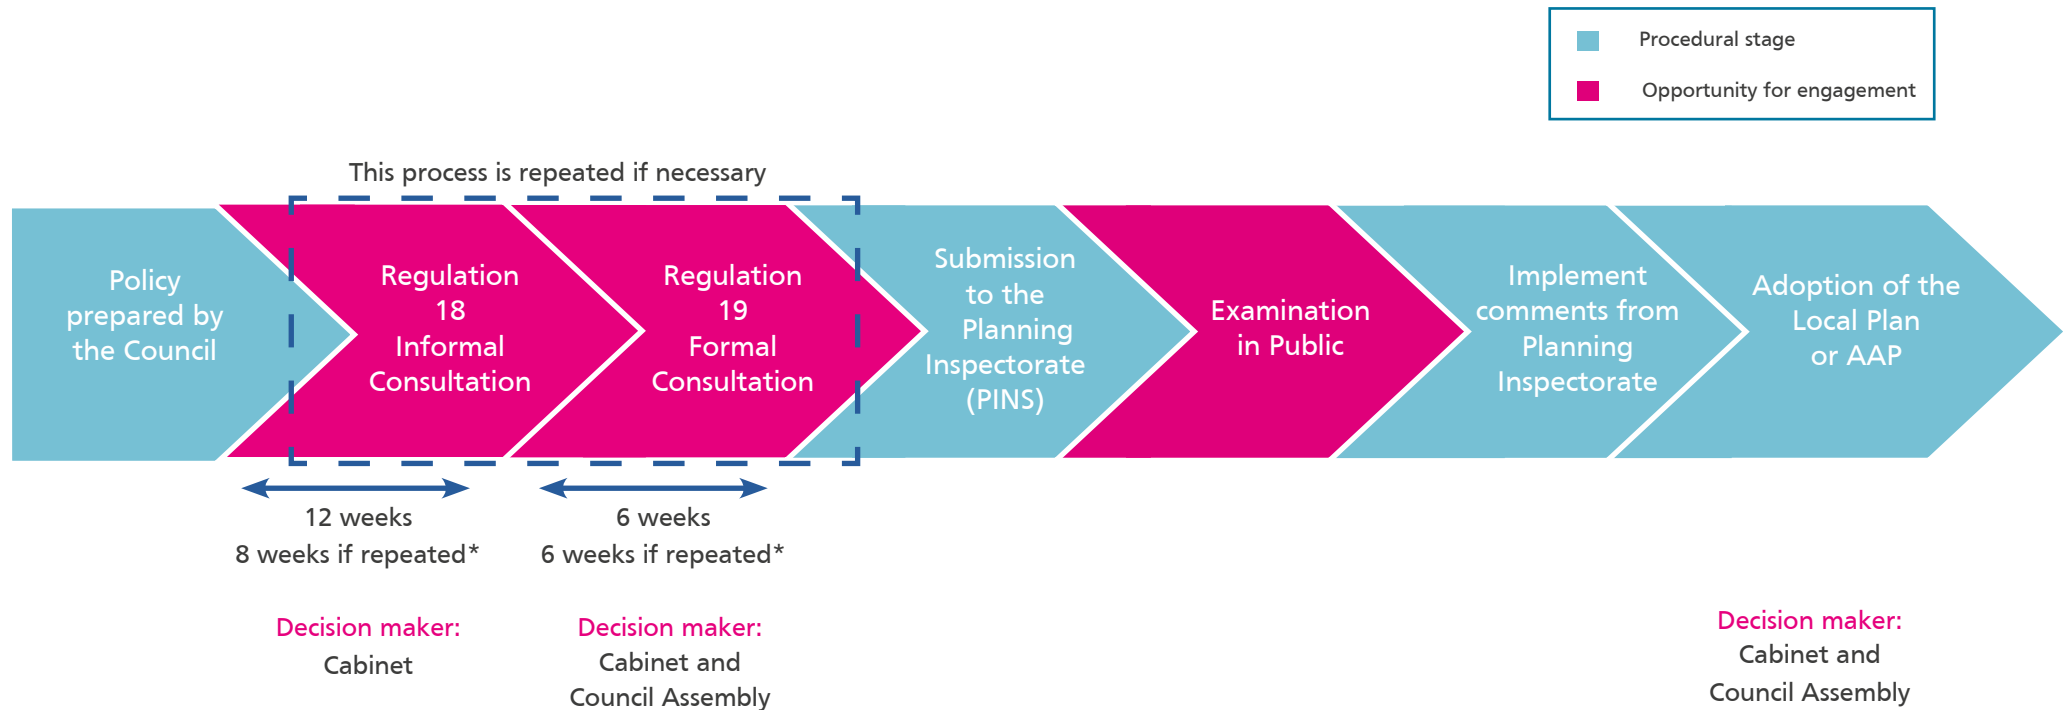 Procedural stage
Opportunity for engagement
This process is repeated if necessary
Policy
prepared by
the Council
Regulation
18
Informal
Consultation
Regulation
19
Formal
Consultation
Submission
to the
Planning
Inspectorate
(PINS)
Examination
in Public
Implement
comments from
Planning
Inspectorate
Adoption of the
Local Plan
or AAP
12 weeks
8 weeks if repeated*
6 weeks
6 weeks if repeated*
Decision maker:
Cabinet
Decision maker:
Cabinet and
Council Assembly
Decision maker:
Cabinet and
Council Assembly